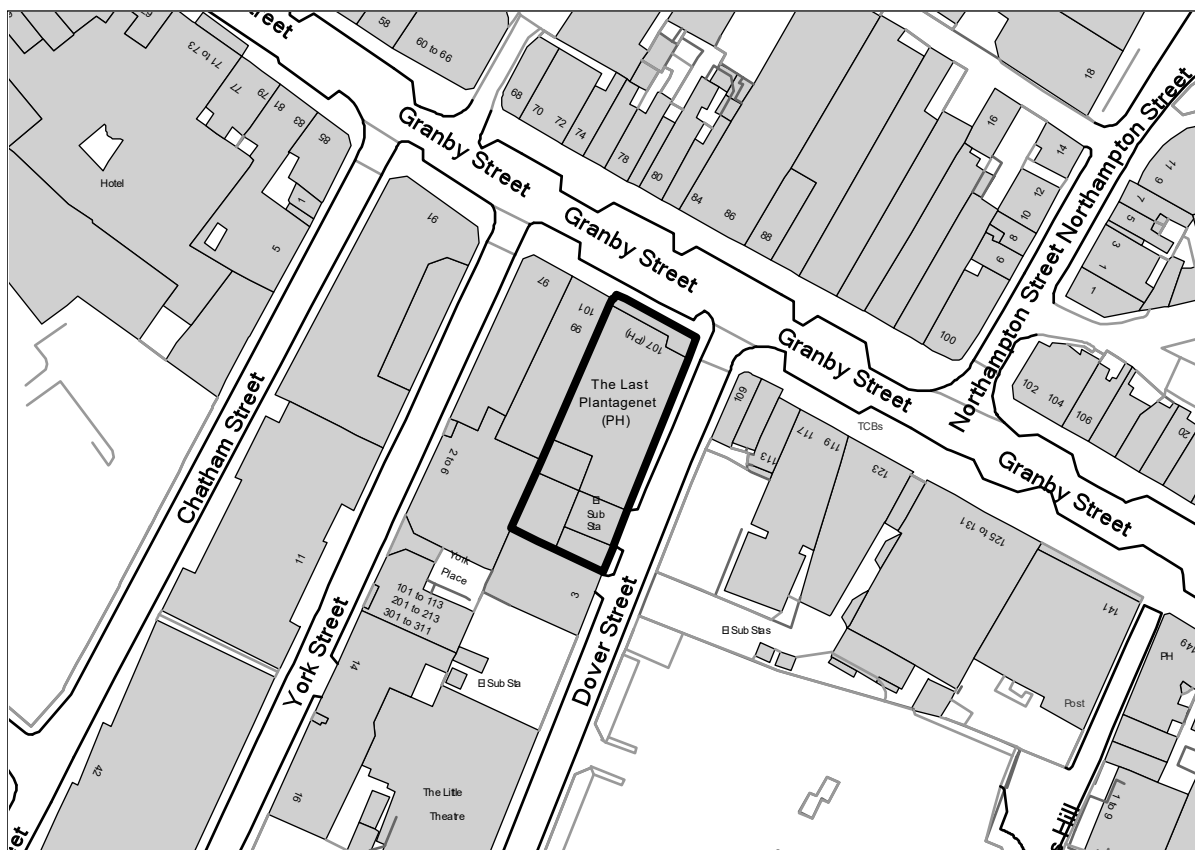 58
60 to 66
71 to 73
77
79
81
83
85
1
5
Hotel
Granby Street
68
70
72
74
78
80
84
86
88
100
18
16
14
12
10
8
6
Northampton Street
Northampton Street
11
9
7
5
3
1
1
91
97
99
101
107 (PH)
The Last
Plantagenet
(PH)
El
Sub
Sta
Granby Street
Granby Street
Granby Street
Granby Street
102
104
106
20
109
113
117
119
123
TCBs
125 to 131
141
149
PH
Post
Chatham Street
11
2 to 6
York
Place
101 to 113
201 to 213
301 to 311
York Street
14
16
42
El Sub Sta
3
Dover Street
El Sub Stas
The Little
Theatre
1 to 9
s Hill
eet